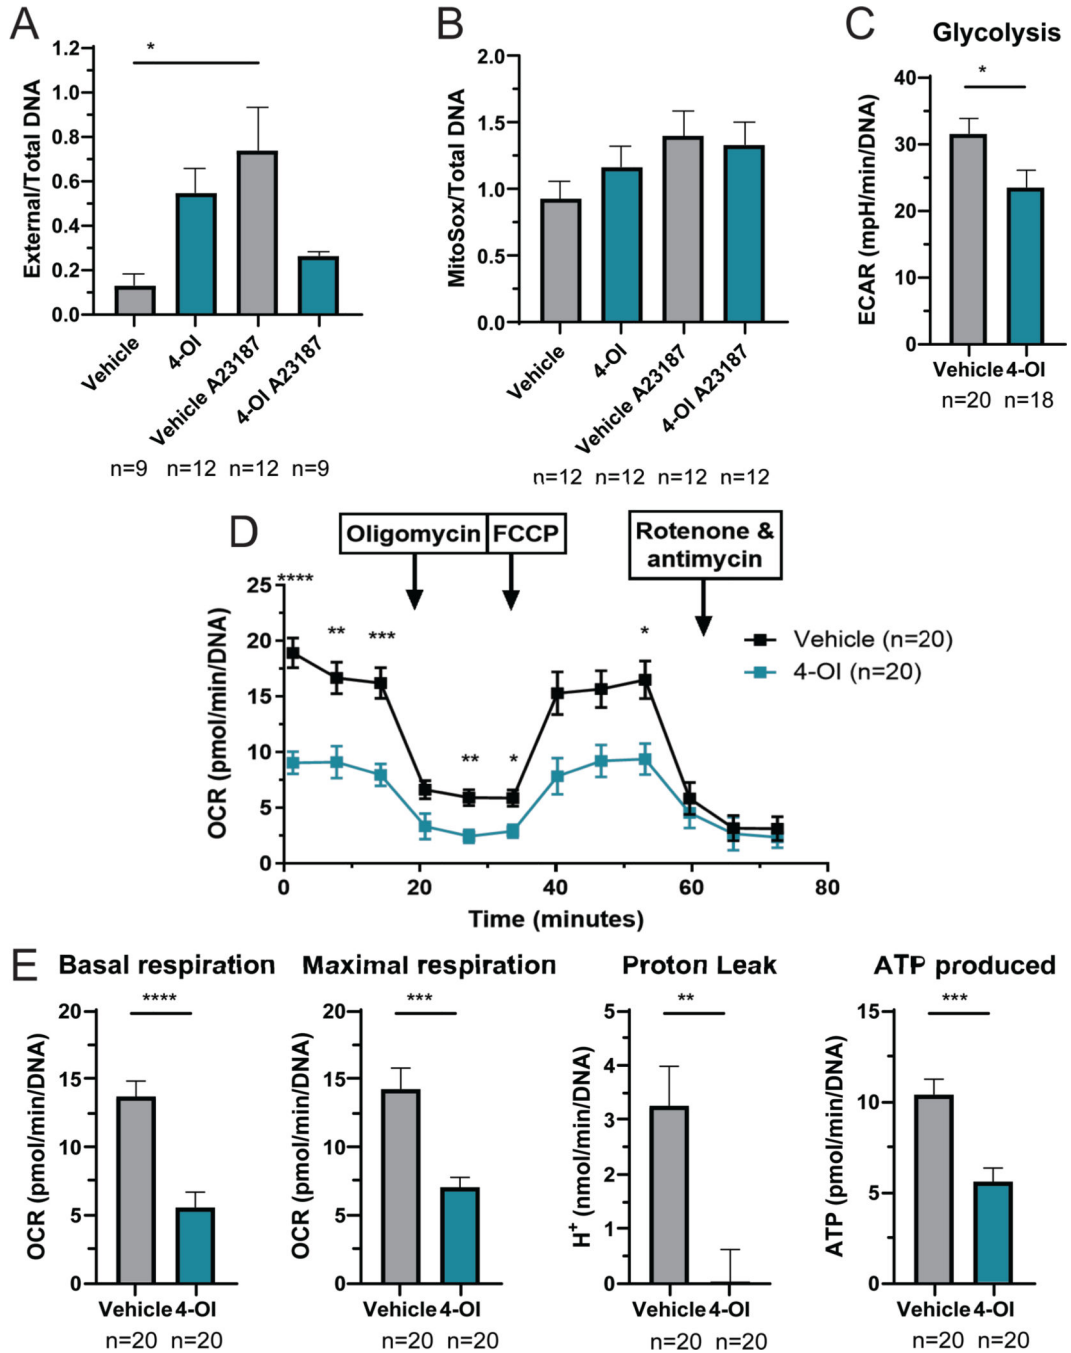 A
*
External/Total DNA
1.2
1.0
0.8
0.6
0.4
0.2
0.0
Vehicle
4-OI
Vehicle A23187
4-OI A23187
n=9 n=12 n=12 n=9
B
MitoSox/Total DNA
2.0
1.5
1.0
0.5
0.0
Vehicle
4-OI
Vehicle A23187
4-OI A23187
n=12 n=12 n=12 n=12
C
Glycolysis
*
ECAR (mpH/min/DNA)
40
30
20
10
0
Vehicle 4-OI
n=20 n=18
D
Oligomycin FCCP
Rotenone &
antimycin
**** ** *** ** * *
OCR (pmol/min/DNA)
25
20
15
10
5
0
0 20 40 60 80
Time (minutes)
Vehicle (n=20)
4-OI (n=20)
E
Basal respiration
****
OCR (pmol/min/DNA)
20
15
10
5
0
Vehicle 4-OI
n=20 n=20
Maximal respiration
***
OCR (pmol/min/DNA)
20
15
10
5
0
Vehicle 4-OI
n=20 n=20
Proton Leak
**
H+ (nmol/min/DNA)
5
4
3
2
1
0
Vehicle 4-OI
n=20 n=20
ATP produced
***
ATP (pmol/min/DNA)
15
10
5
0
Vehicle 4-OI
n=20 n=20